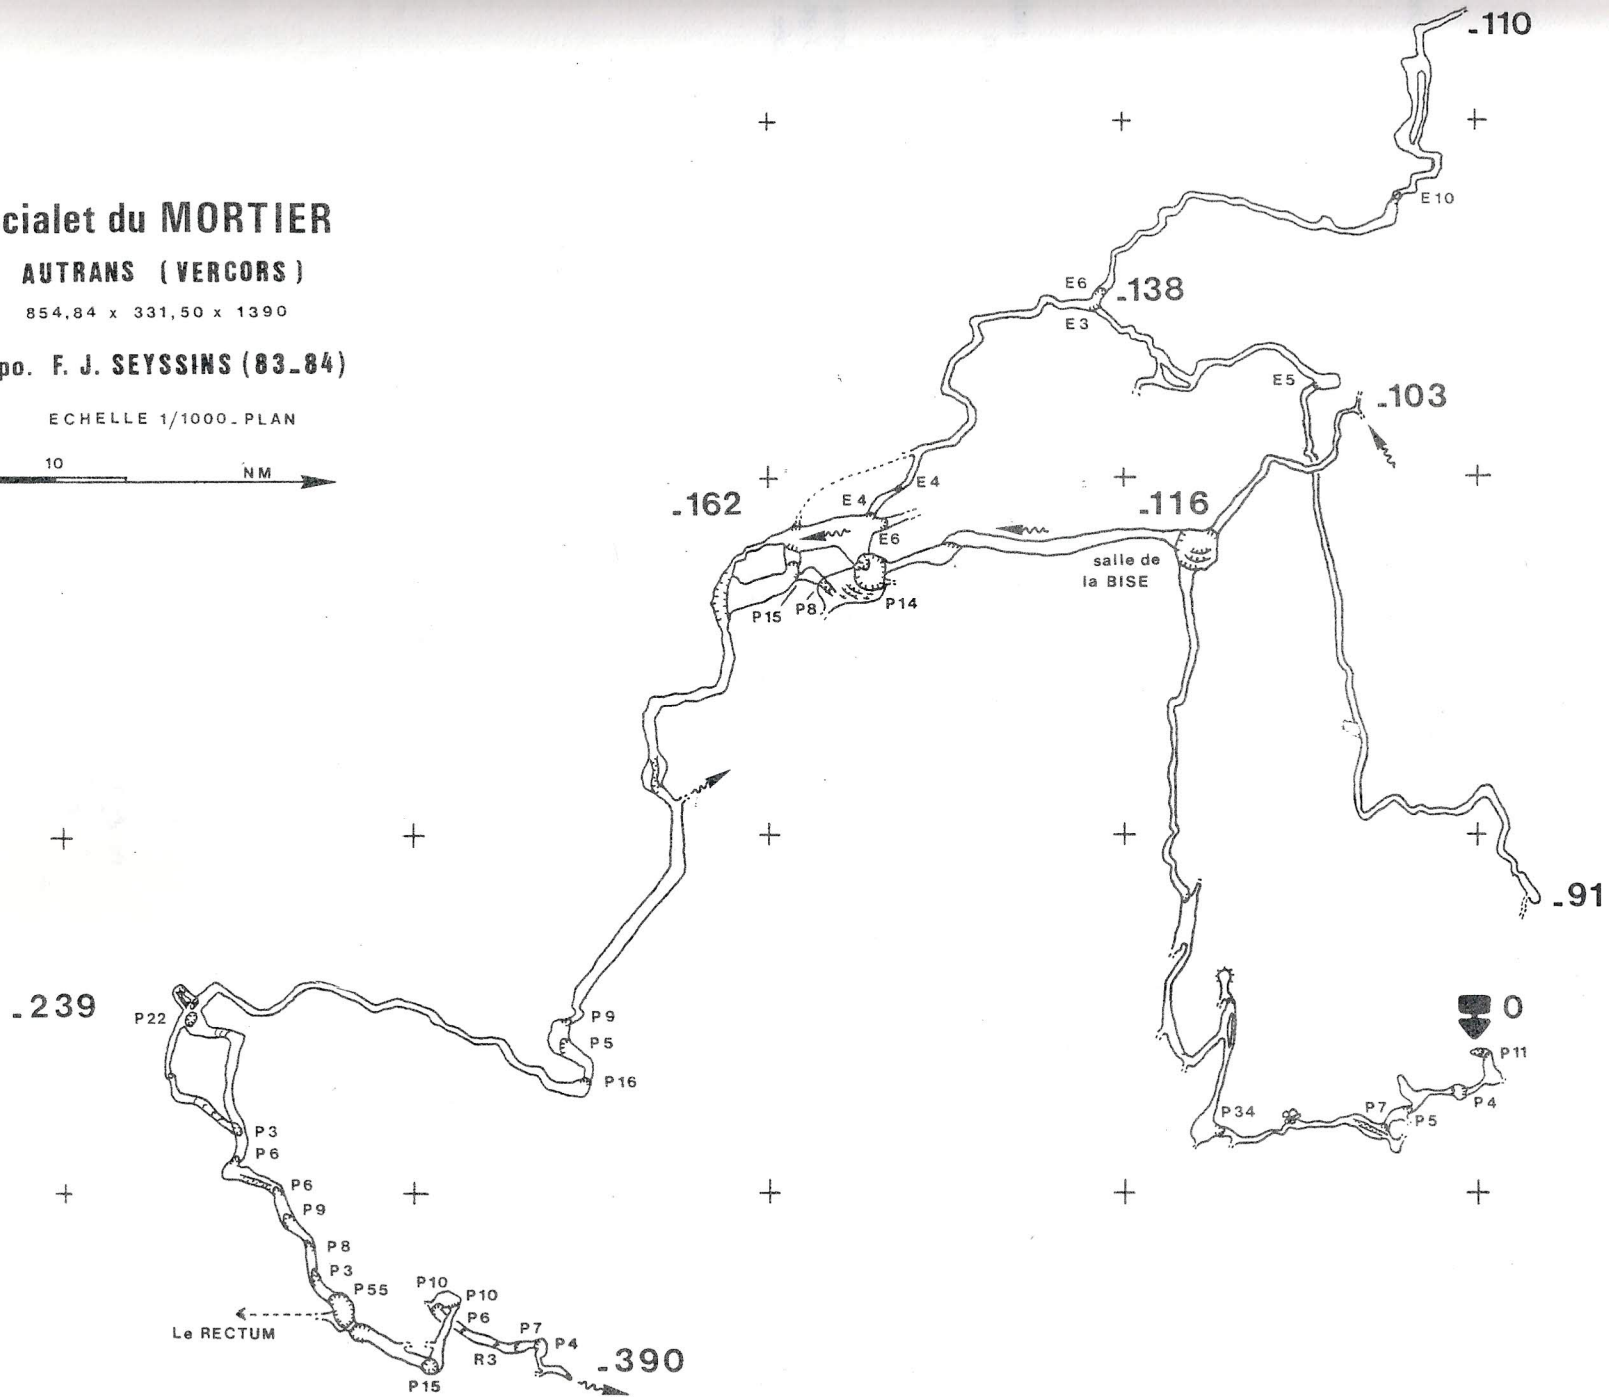 -110
cialet du MORTIER
AUTRANS (VERCORS)
854,84 x 331,50 x 1390
po. F. J. SEYSSINS (83-84)
ECHELLE 1/1000-PLAN
10
NM
E10
E6
-138
E3
E5
-103
E4
E4
-162
-116
E6
salle de
la BISE
P15
P8
P14
-91
-239
P22
P9
P5
P16
0
P11
P4
P5
P7
P34
P3
P6
P6
P9
P8
P3
P55
P10
P10
P6
P7
P4
R3
Le RECTUM
P15
-390